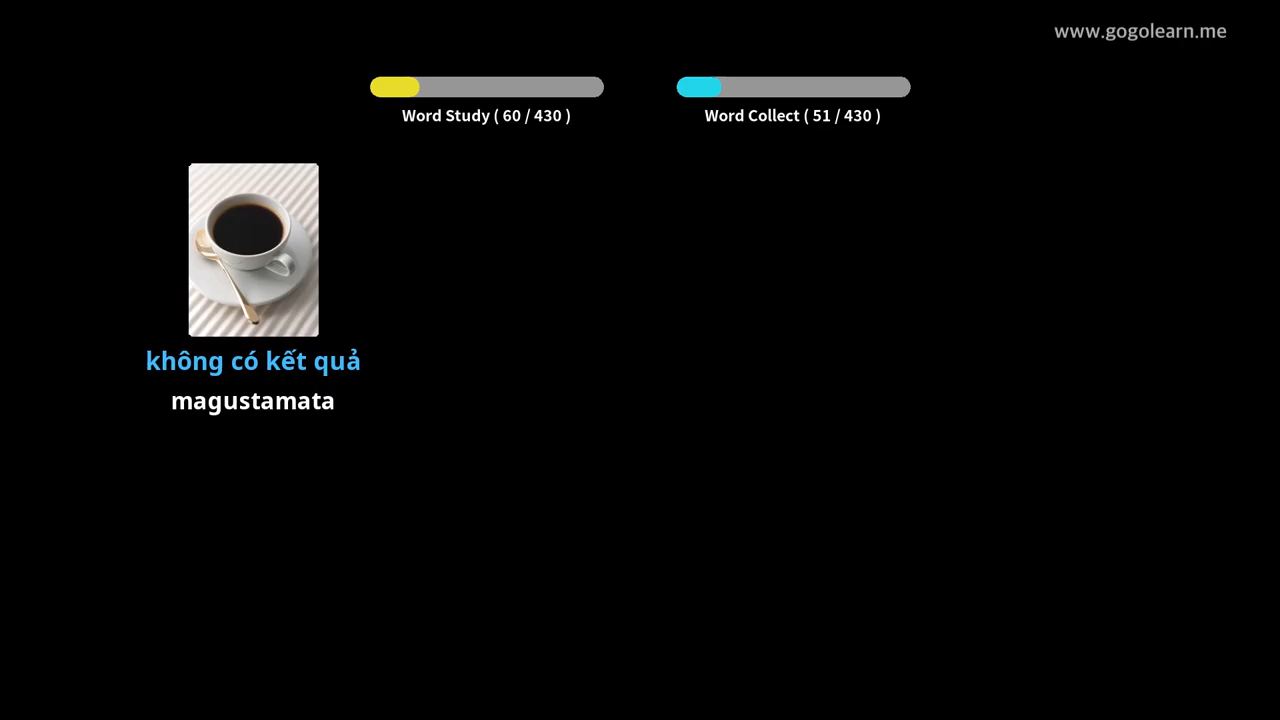 www.gogolearn.me
Word Study ( 60 / 430 )
Word Collect ( 51 / 430 )
không có kết quả
magustamata